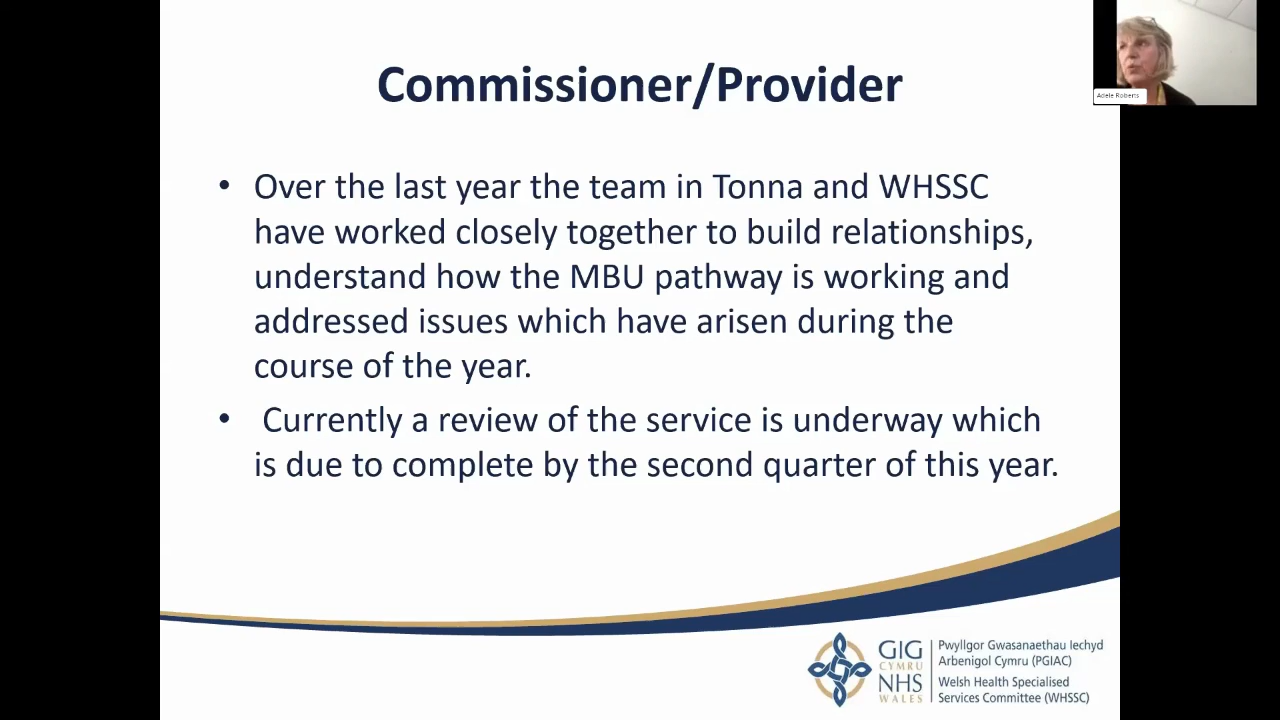 Commissioner/Provider
Adele Roberts
• Over the last year the team in Tonna and WHSSC
have worked closely together to build relationships,
understand how the MBU pathway is working and
addressed issues which have arisen during the
course of the year.
• Currently a review of the service is underway which
is due to complete by the second quarter of this year.
GIG
CYMRU
NHS
WALES
Pwyllgor Gwasanaethau Iechyd
Arbenigol Cymru (PGIAC)
Welsh Health Specialised
Services Committee (WHSSC)